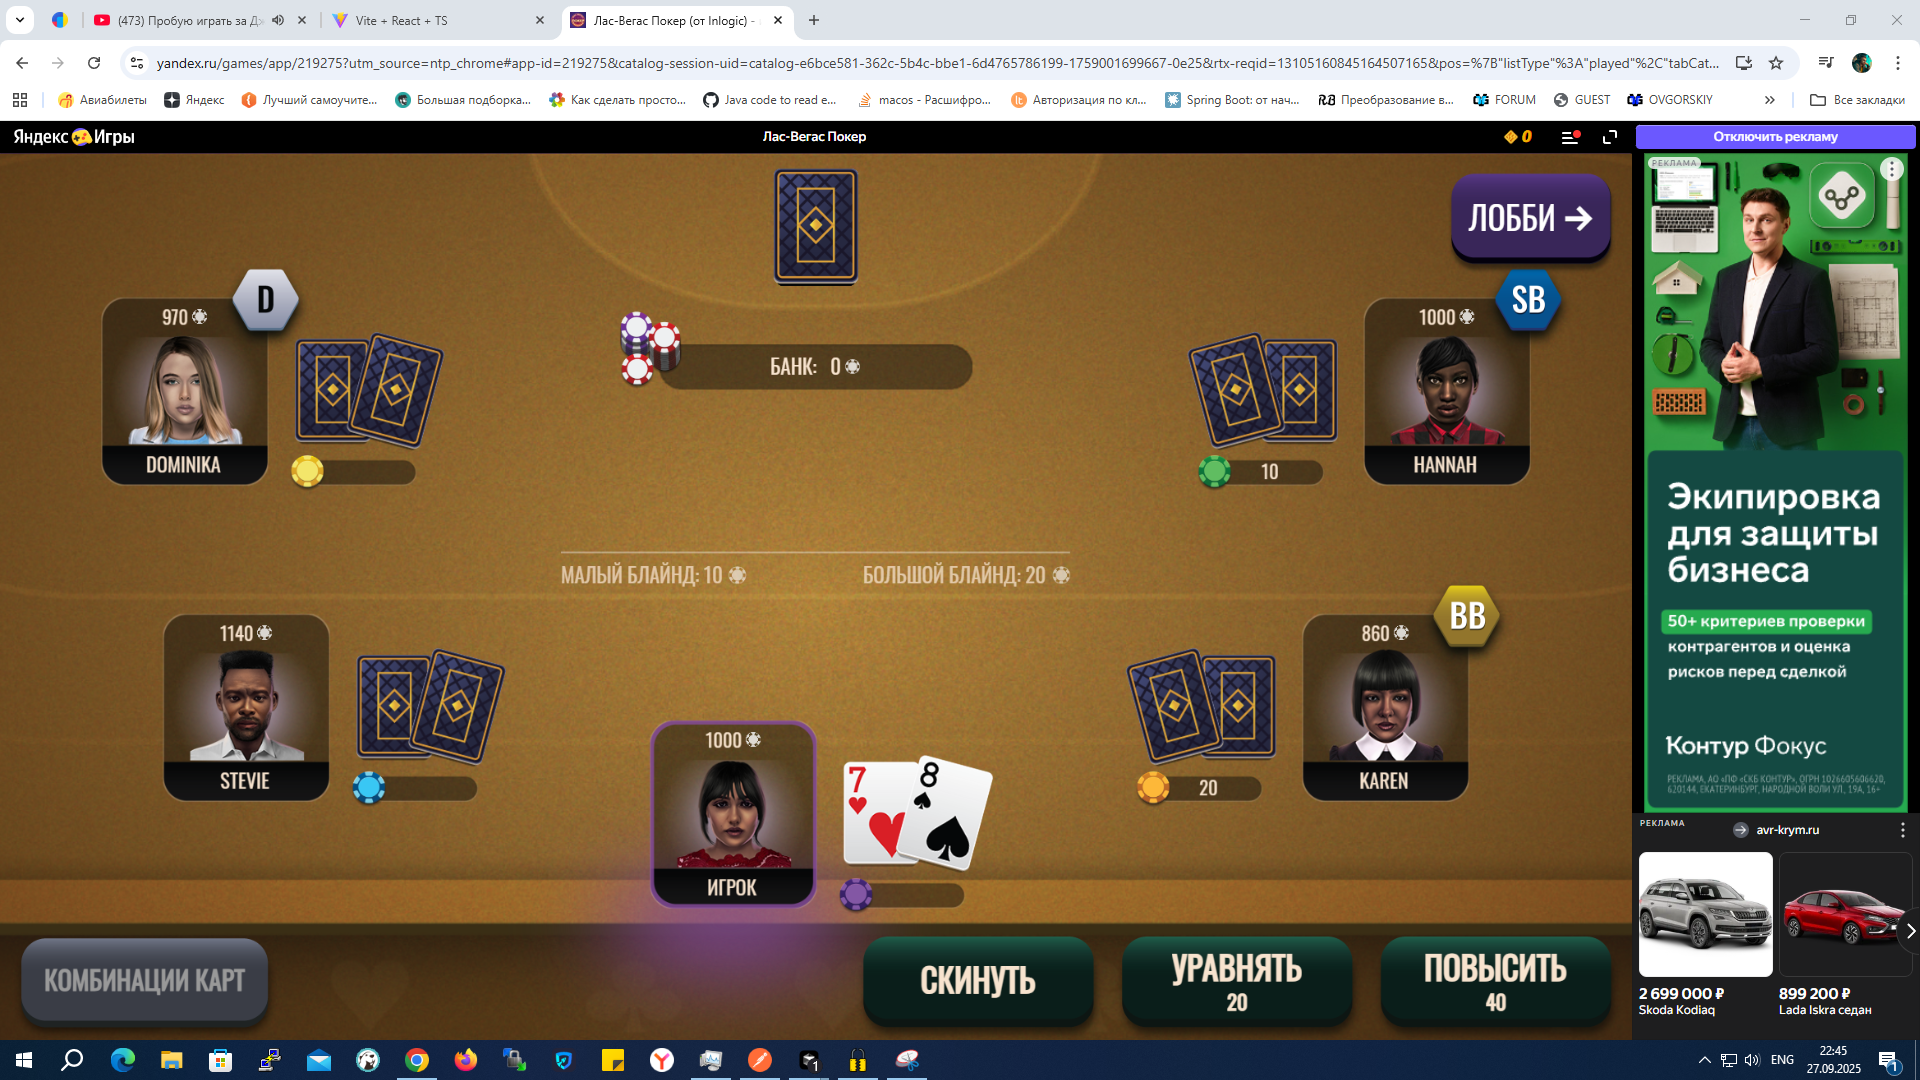 (473) Пробую играть за Дж
Vite + React + TS
Лас-Вегас Покер (от Inlogic) -
yandex.ru/games/app/219275?utm_source=ntp_chrome#app-id=219275&catalog-session-uid=catalog-e6bce581-362c-5b4c-bbe1-6d4765786199-1759001699667-0e25&rtx-reqid=13105160845164507165&pos=%7B"listType"%3A"played"%2C"tabCat...
Авиабилеты
Яндекс
Лучший самоучите...
Большая подборка...
Как сделать просто...
Java code to read e...
macos - Расшифро...
Авторизация по кл...
Spring Boot: от нач...
Преобразование в...
FORUM
GUEST
OVGORSKIY
Все закладки
Яндекс Игры
Лас-Вегас Покер
0
Отключить рекламу
РЕКЛАМА
ЛОББИ
970
D
DOMINIKA
БАНК: 0
1000
SB
HANNAH
10
МАЛЫЙ БЛАЙНД: 10
БОЛЬШОЙ БЛАЙНД: 20
1140
STEVIE
860
BB
KAREN
20
1000
ИГРОК
7
8
КОМБИНАЦИИ КАРТ
СКИНУТЬ
УРАВНЯТЬ
20
ПОВЫСИТЬ
40
Экипировка
для защиты
бизнеса
50+ критериев проверки
контрагентов и оценка
рисков перед сделкой
Контур Фокус
РЕКЛАМА, АО «ПФ «СКБ КОНТУР», ОГРН 1026605606620,
620144, ЕКАТЕРИНБУРГ, НАРОДНОЙ ВОЛИ УЛ., 19А, 16+
РЕКЛАМА
avr-krym.ru
2 699 000 ₽
Skoda Kodiaq
899 200 ₽
Lada Iskra седан
ENG
22:45
27.09.2025
1